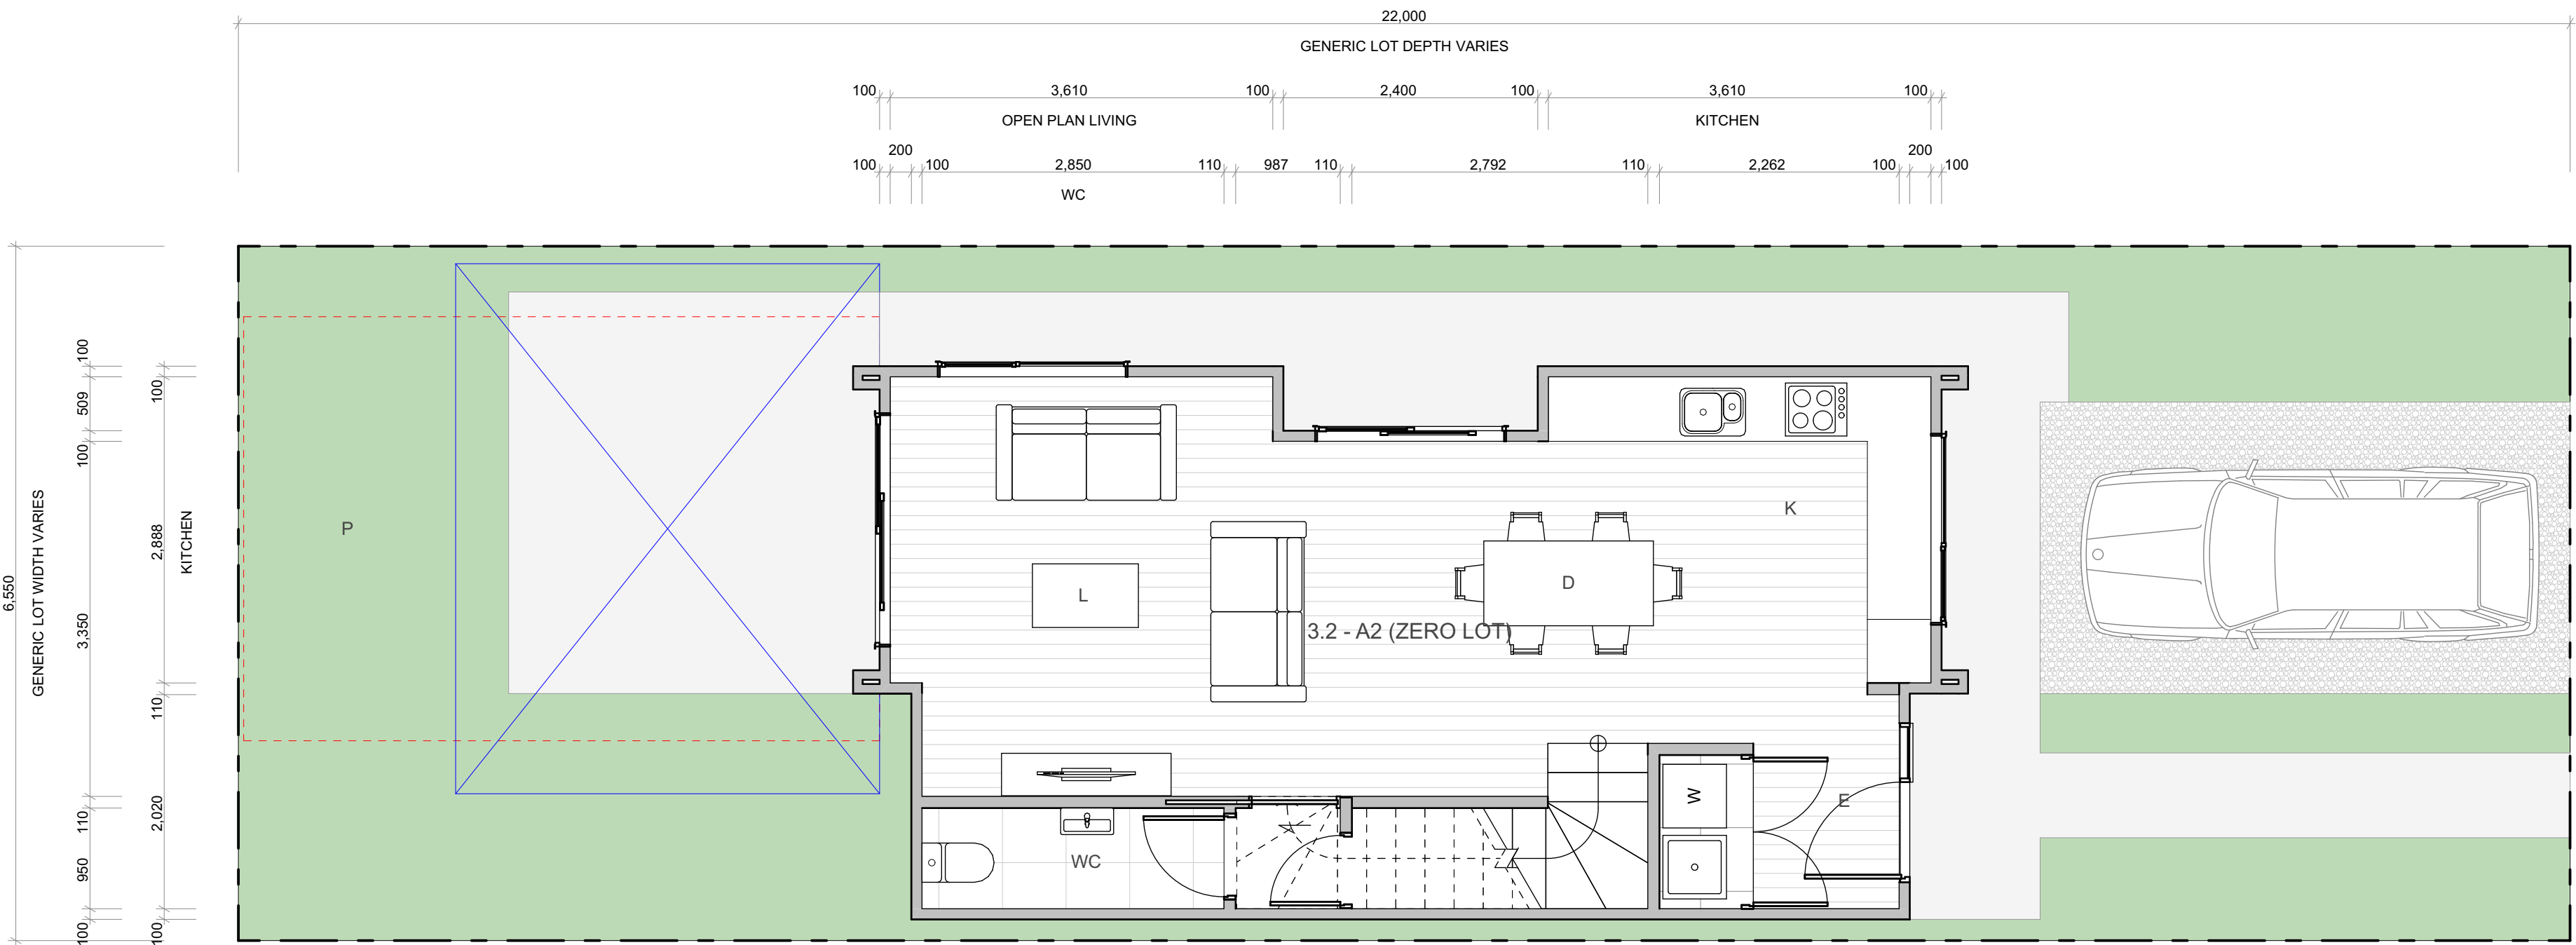 22,000
GENERIC LOT DEPTH VARIES
100 3,610 100 2,400 100 3,610 100
OPEN PLAN LIVING KITCHEN
200 200
100 100 2,850 110 987 110 2,792 110 2,262 100 100
WC
6,550
GENERIC LOT WIDTH VARIES
100
509
100
3,350
110
950
100
100
2,888
110
2,020
100
KITCHEN
P
K
L
D
3.2 - A2 (ZERO LOT)
W
E
WC